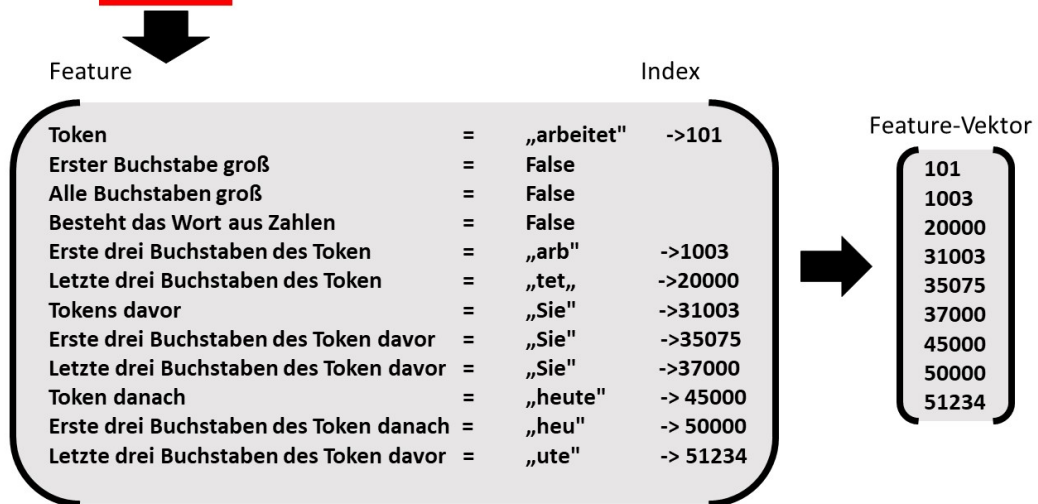 Feature Index
Token = „arbeitet" ->101
Erster Buchstabe groß = False
Alle Buchstaben groß = False
Besteht das Wort aus Zahlen = False
Erste drei Buchstaben des Token = „arb" ->1003
Letzte drei Buchstaben des Token = „tet„ ->20000
Tokens davor = „Sie" ->31003
Erste drei Buchstaben des Token davor = „Sie" ->35075
Letzte drei Buchstaben des Token davor = „Sie" ->37000
Token danach = „heute" -> 45000
Erste drei Buchstaben des Token danach = „heu" -> 50000
Letzte drei Buchstaben des Token davor = „ute" -> 51234
Feature-Vektor
101
1003
20000
31003
35075
37000
45000
50000
51234